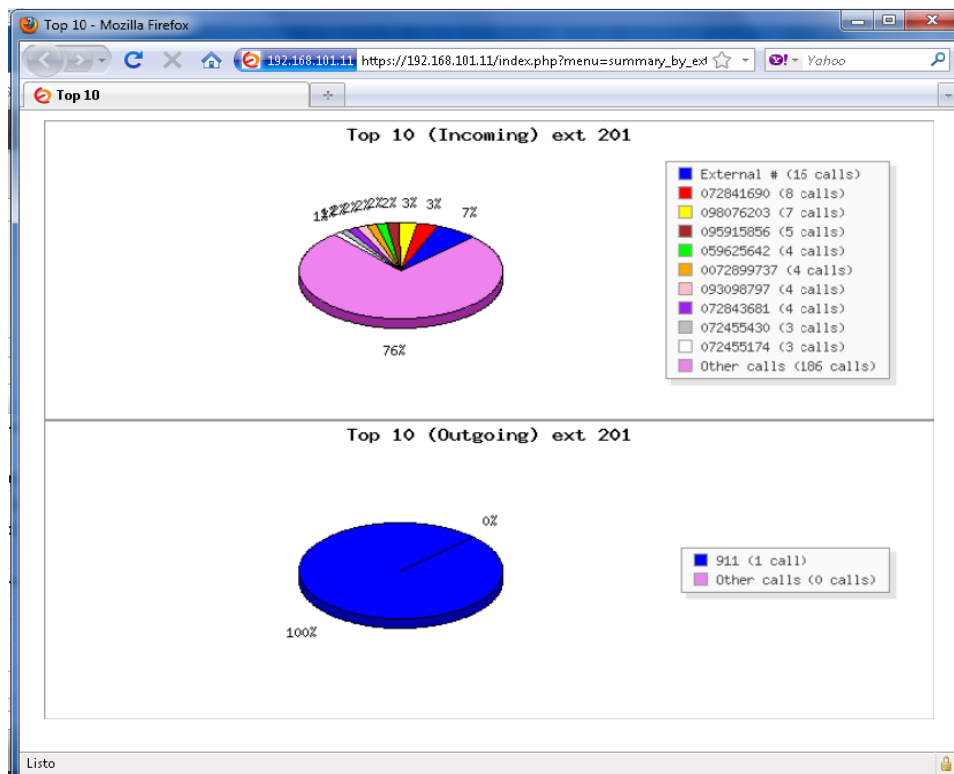 Top 10 - Mozilla Firefox
192.168.101.11 https://192.168.101.11/index.php?menu=summary_by_ext
Yahoo
Top 10
Top 10 (Incoming) ext 201
2% 3% 3% 7%
76%
External # (16 calls)
072841690 (8 calls)
098076203 (7 calls)
095915856 (5 calls)
059625642 (4 calls)
0072899737 (4 calls)
093098797 (4 calls)
072843681 (4 calls)
072455430 (3 calls)
072455174 (3 calls)
Other calls (186 calls)
Top 10 (Outgoing) ext 201
0%
100%
911 (1 call)
Other calls (0 calls)
Listo